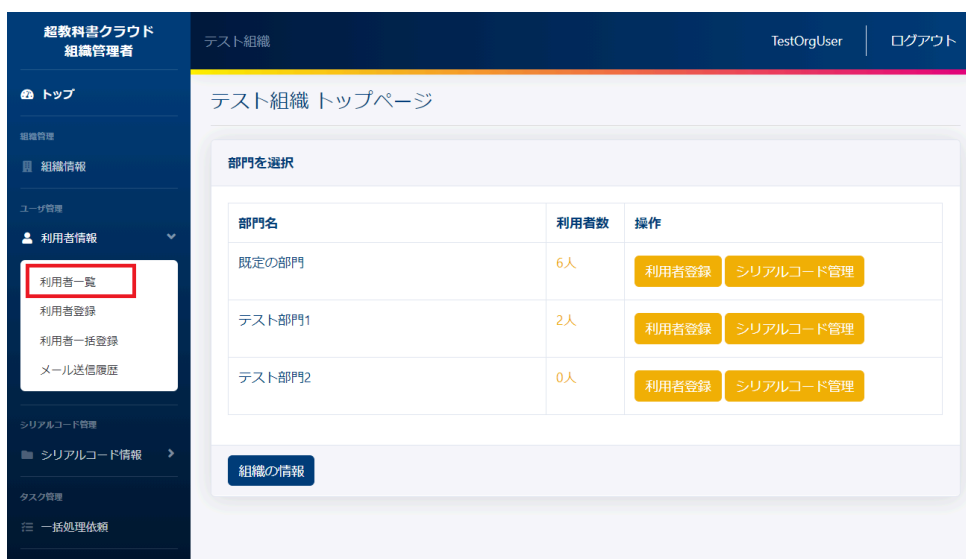 超教科書クラウド
組織管理者
テスト組織
TestOrgUser
ログアウト
トップ
テスト組織 トップページ
組織管理
組織情報
部門を選択
ユーザ管理
利用者情報
利用者一覧
利用者登録
利用者一括登録
メール送信履歴
部門名 利用者数 操作
既定の部門 6人 利用者登録 シリアルコード管理
テスト部門1 2人 利用者登録 シリアルコード管理
テスト部門2 0人 利用者登録 シリアルコード管理
シリアルコード管理
シリアルコード情報
組織の情報
タスク管理
一括処理依頼